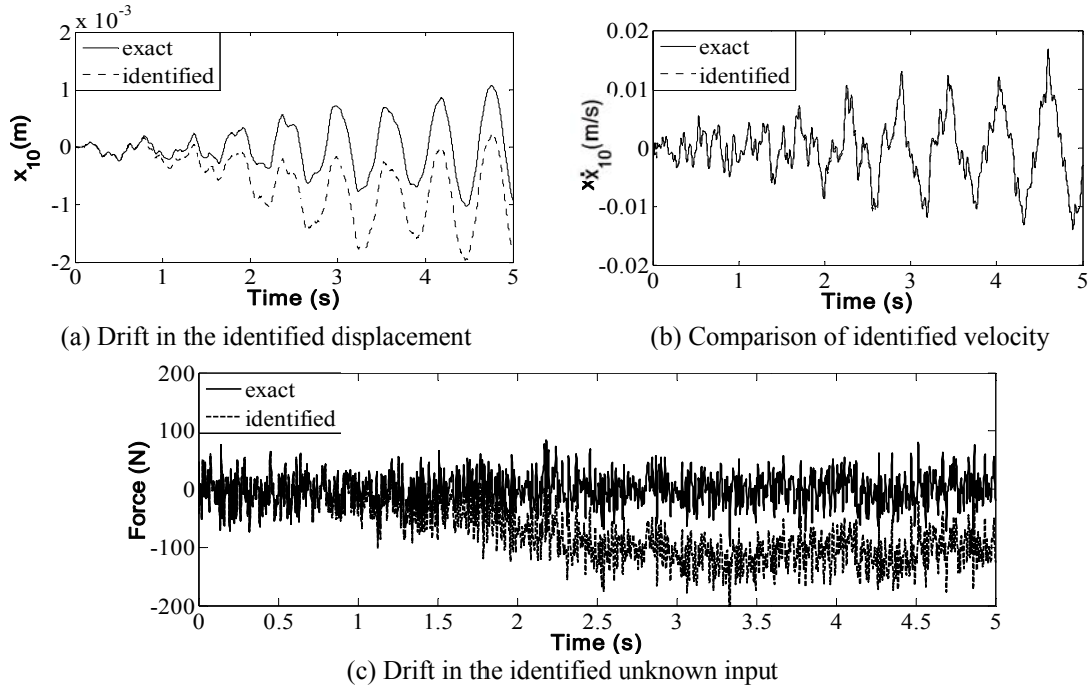 x 10⁻³
2
1
0
-1
-2
x₁₀(m)
exact
identified
0 1 2 3 4 5
Time (s)
(a) Drift in the identified displacement
0.02
0.01
0
-0.01
-0.02
xẋ₁₀(m/s)
exact
identified
0 1 2 3 4 5
Time (s)
(b) Comparison of identified velocity
200
100
0
-100
-200
Force (N)
exact
identified
0 0.5 1 1.5 2 2.5 3 3.5 4 4.5 5
Time (s)
(c) Drift in the identified unknown input